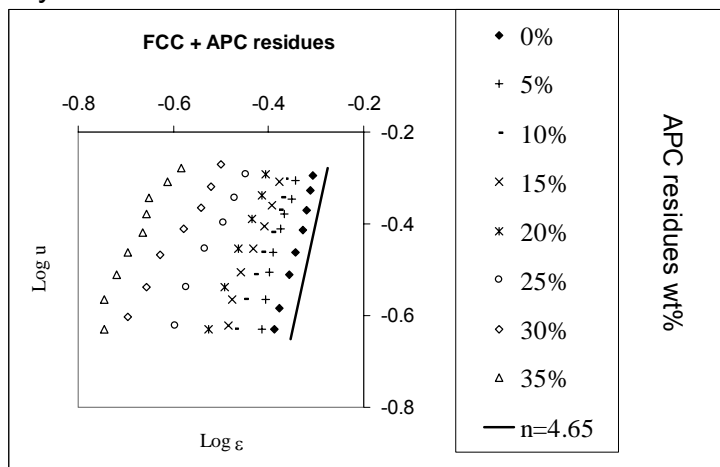 FCC + APC residues
-0.8 -0.6 -0.4 -0.2
-0.2
-0.4
-0.6
-0.8
Log u
Log ε
0%
5%
10%
15%
20%
25%
30%
35%
n=4.65
APC residues wt%